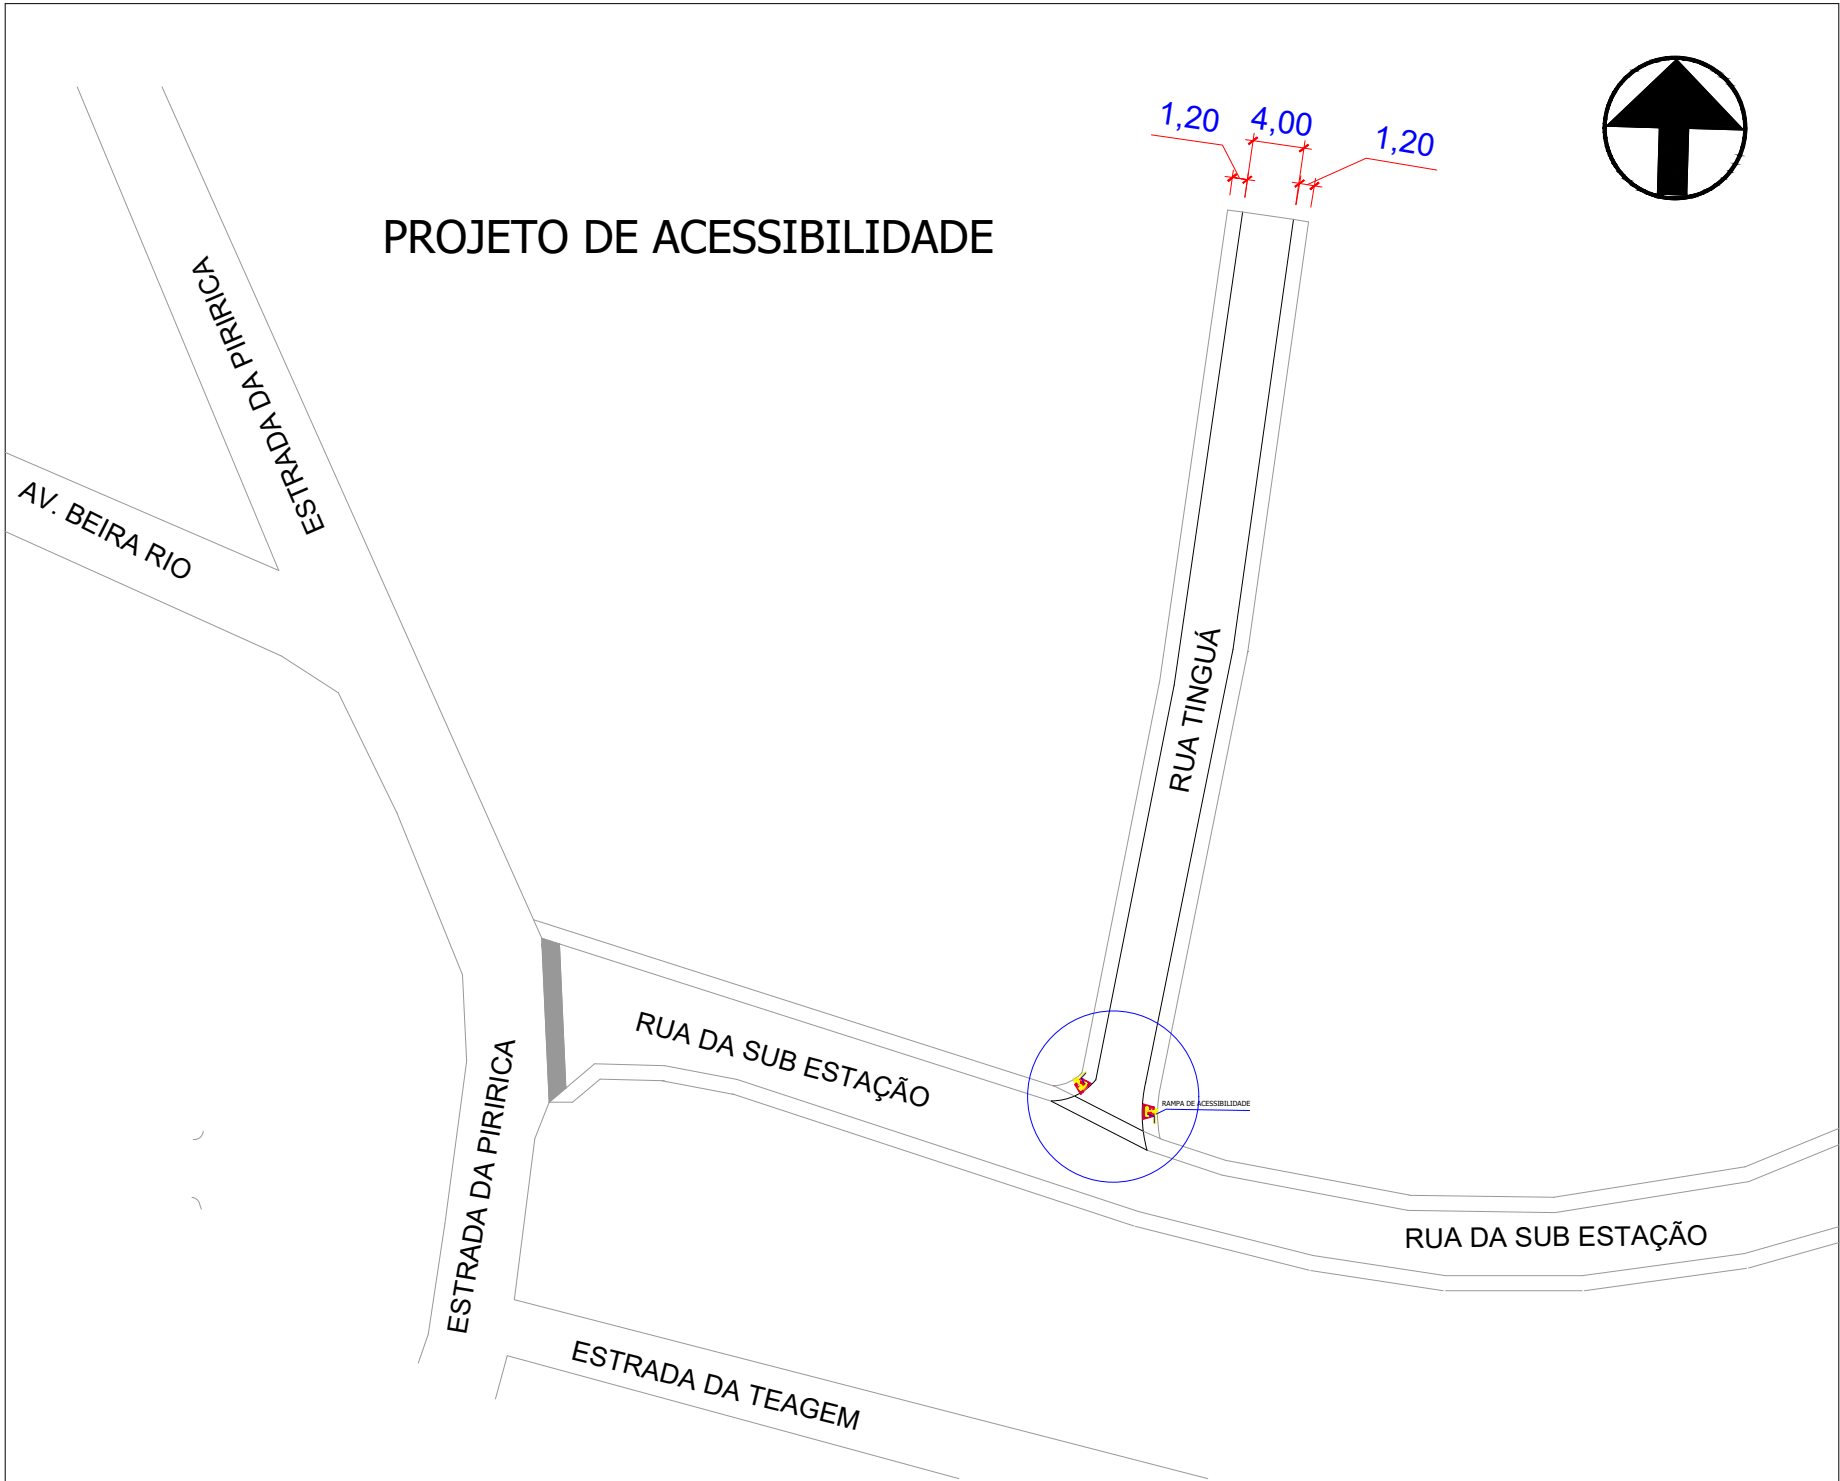 1,20
4,00
1,20
PROJETO DE ACESSIBILIDADE
ESTRADA DA PIRIRICA
AV. BEIRA RIO
RUA TINGUÁ
RUA DA SUB ESTAÇÃO
RAMPA DE ACESSIBILIDADE
ESTRADA DA PIRIRICA
RUA DA SUB ESTAÇÃO
ESTRADA DA TEAGEM